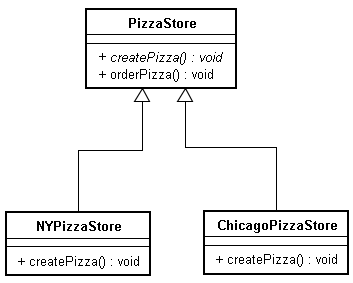 PizzaStore
+ createPizza() : void
+ orderPizza() : void
NYPizzaStore
+ createPizza() : void
ChicagoPizzaStore
+ createPizza() : void